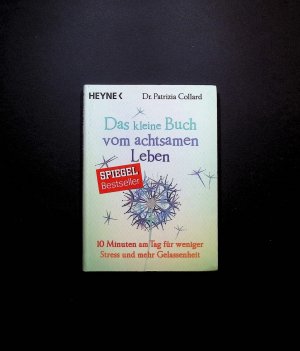 HEYNE<
Dr. Patrizia Collard
Das kleine Buch
vom achtsamen
Leben
SPIEGEL
Bestseller
10 Minuten am Tag für weniger
Stress und mehr Gelassenheit